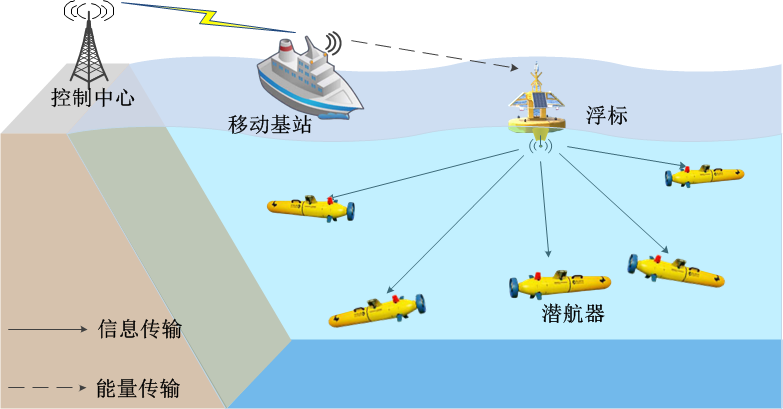 控制中心
移动基站
浮标
潜航器
信息传输
能量传输